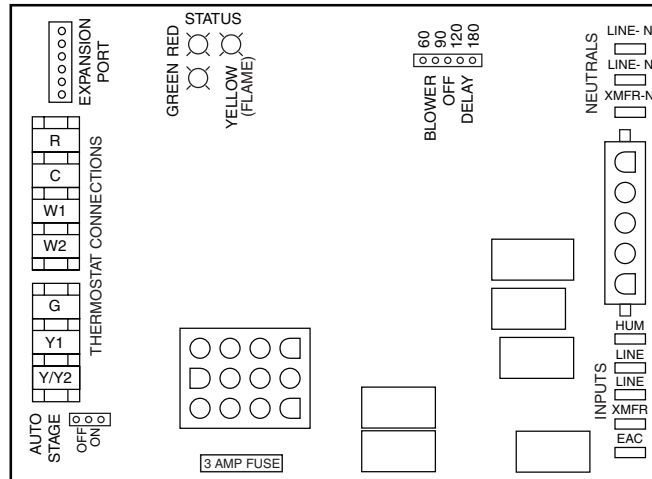 EXPANSION
PORT
STATUS
RED
GREEN
YELLOW
(FLAME)
60
90
120
180
BLOWER
OFF
DELAY
NEUTRALS
LINE- N
LINE- N
XMFR-N
THERMOSTAT CONNECTIONS
R
C
W1
W2
G
Y1
Y/Y2
AUTO
STAGE
OFF
ON
3 AMP FUSE
INPUTS
HUM
LINE
LINE
XMFR
EAC